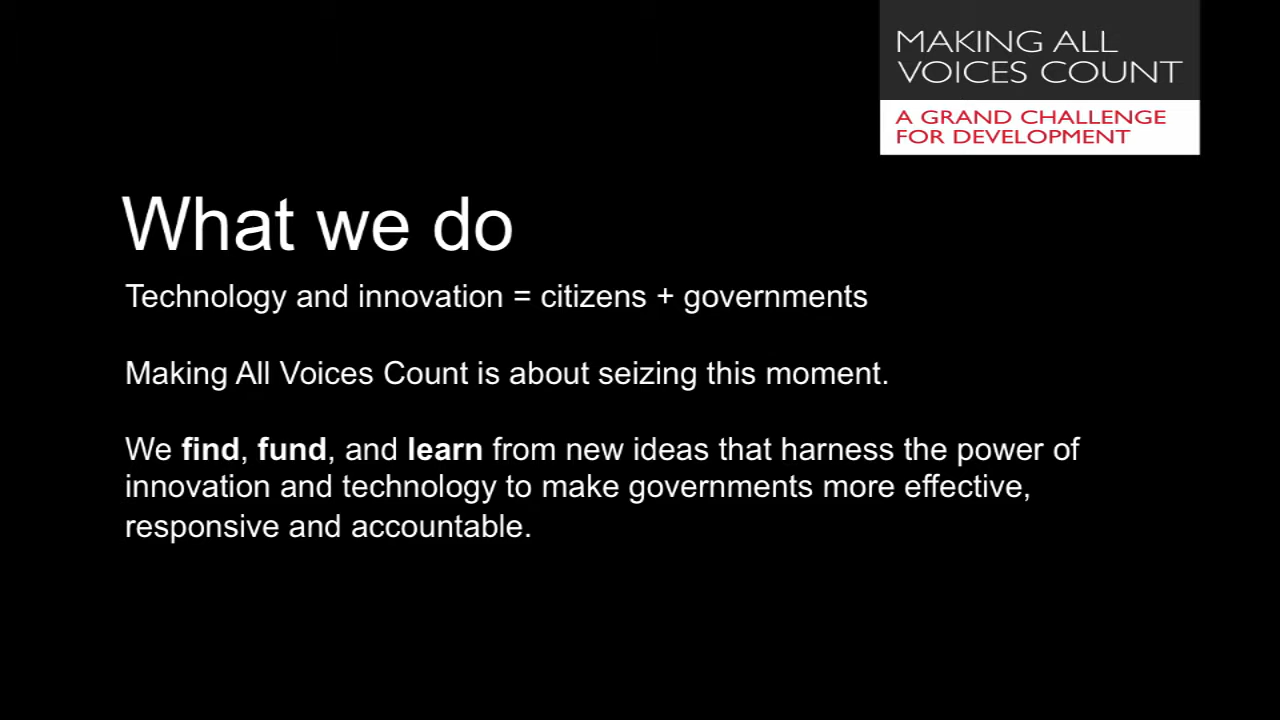 MAKING ALL
VOICES COUNT
A GRAND CHALLENGE
FOR DEVELOPMENT
What we do
Technology and innovation = citizens + governments
Making All Voices Count is about seizing this moment.
We find, fund, and learn from new ideas that harness the power of
innovation and technology to make governments more effective,
responsive and accountable.